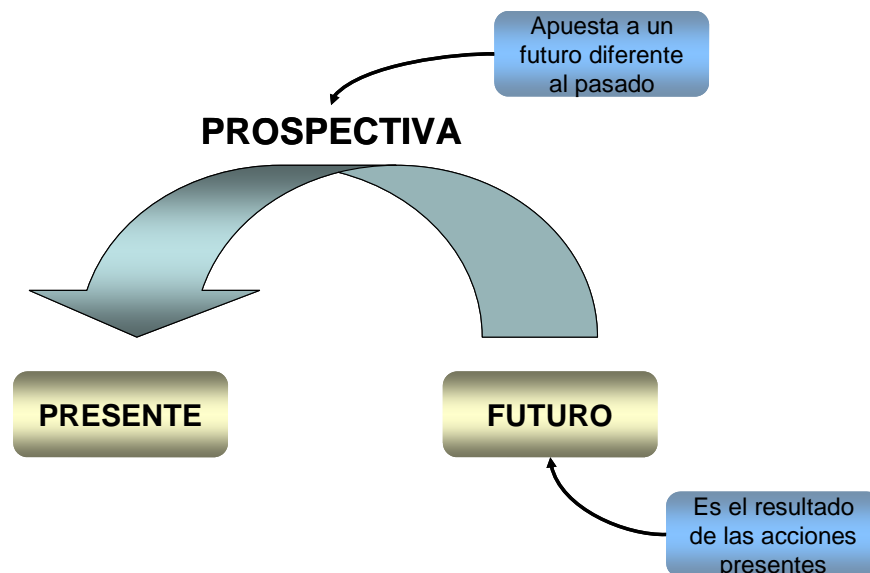 Apuesta a un
futuro diferente
al pasado
PROSPECTIVA
PRESENTE
FUTURO
Es el resultado
de las acciones
presentes